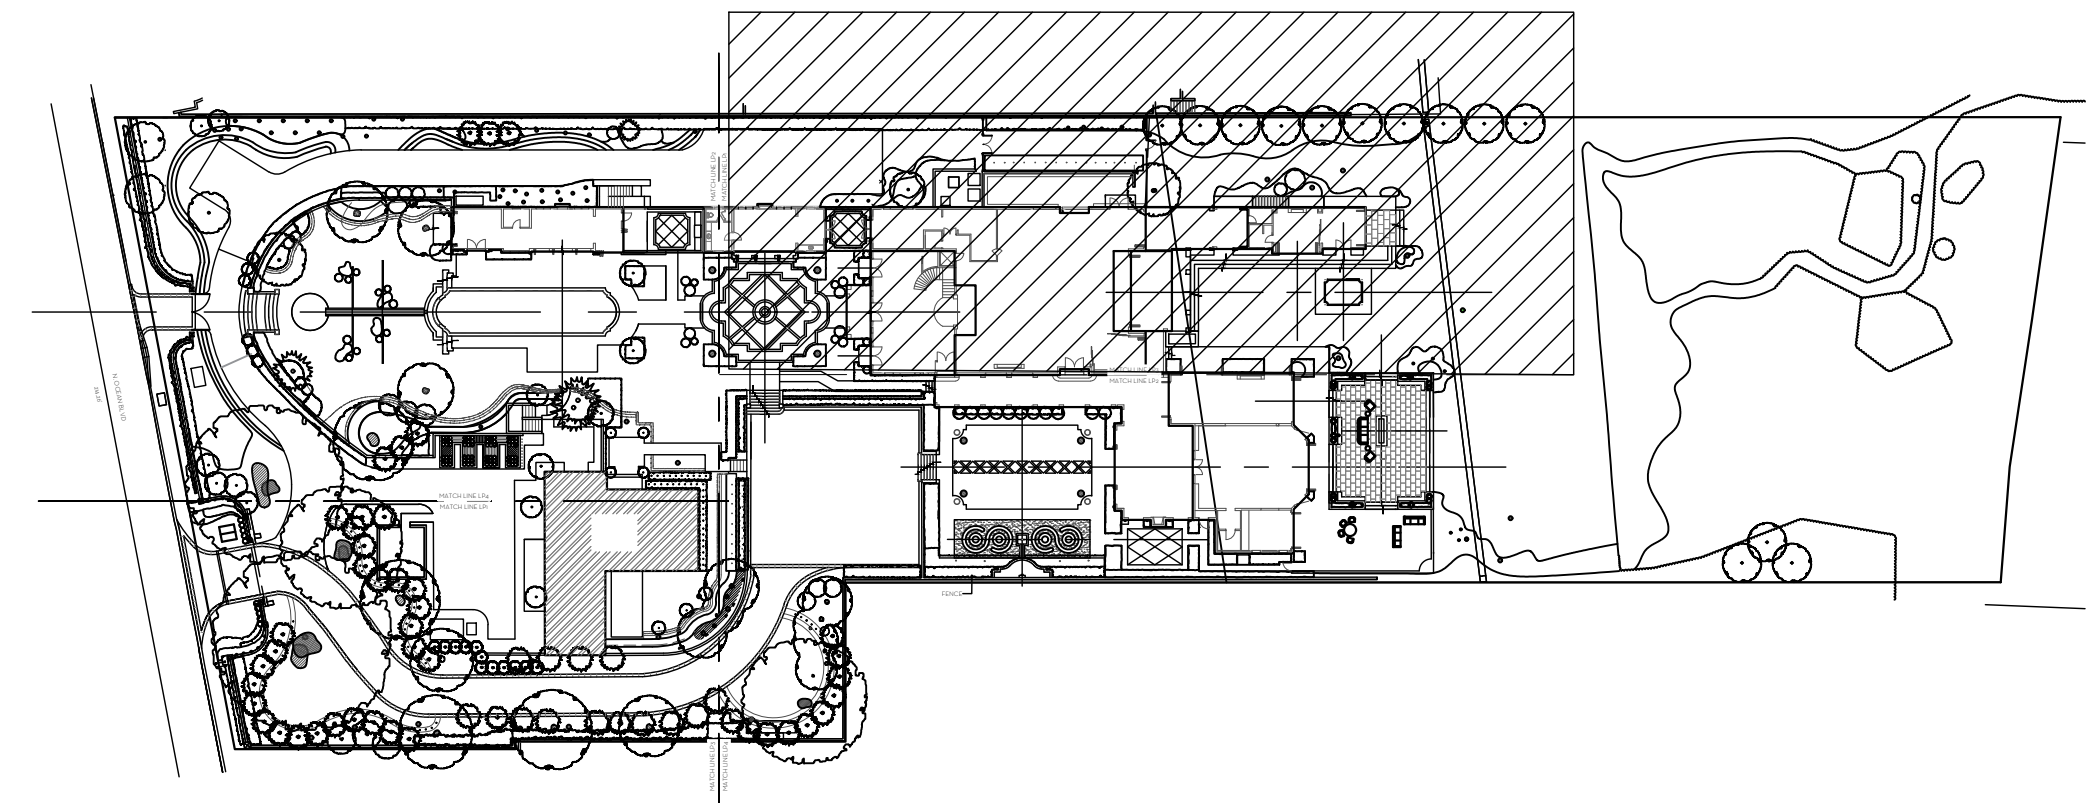 MATCH LINE LP2
MATCH LINE LP1
MATCH LINE LP2
N. OCEAN BLVD
MATCH LINE LP4
MATCH LINE LP1
FENCE
MATCH LINE LP3
MATCH LINE LP4